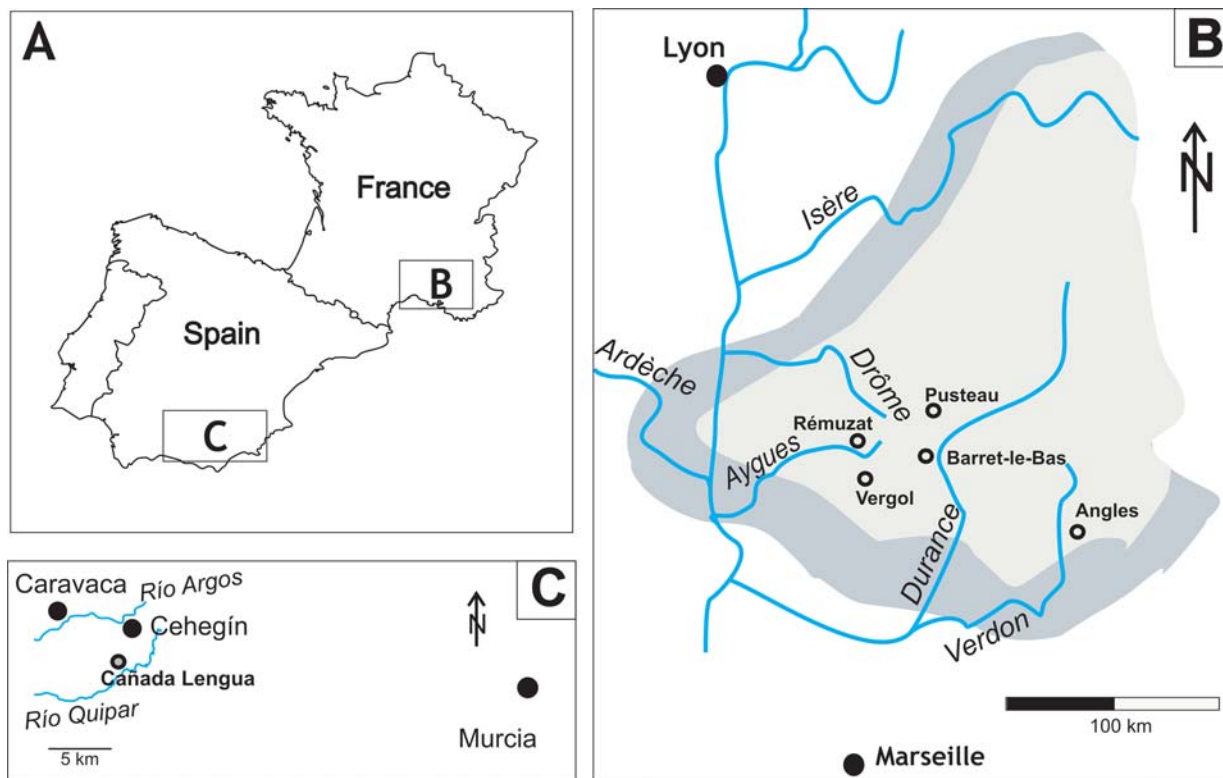 A
France
Spain
B
C
B
Lyon
N
Isère
Ardèche
Drôme
Pusteau
Rémuzat
Aygues
Barret-le-Bas
Vergol
Angles
Durance
Verdon
100 km
Marseille
C
Caravaca
Río Argos
N
Cehegín
Cañada Lengua
Río Quipar
5 km
Murcia